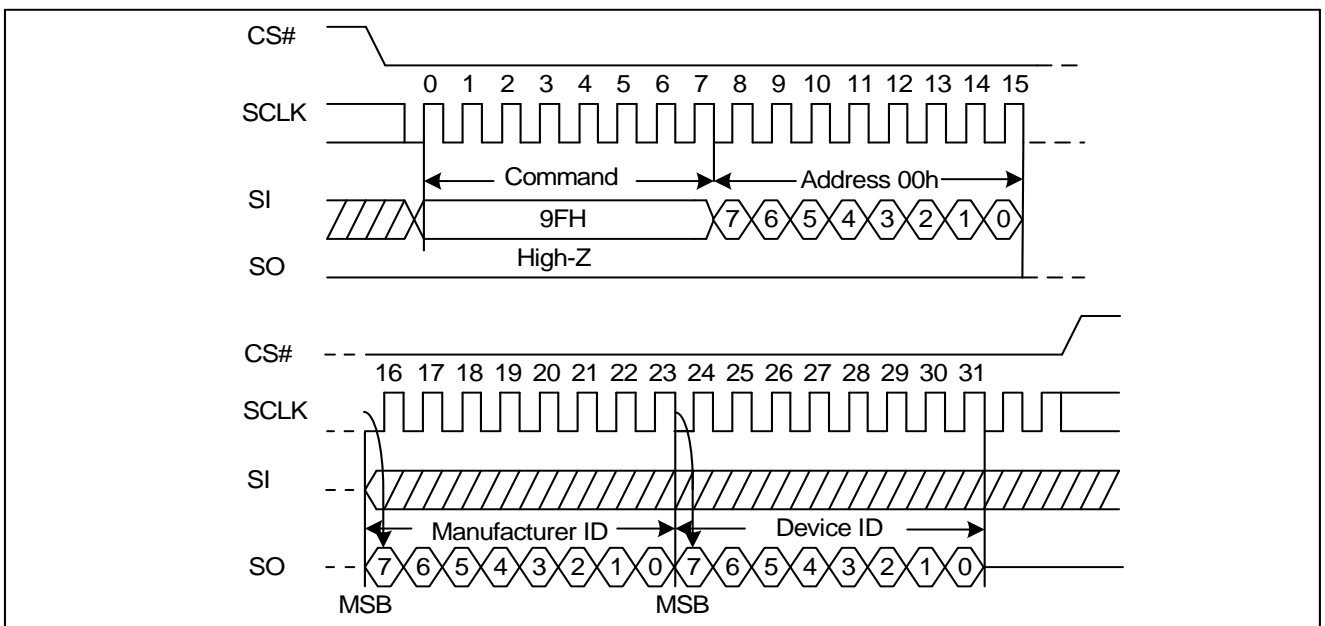 CS#
0 1 2 3 4 5 6 7 8 9 10 11 12 13 14 15
SCLK
Command Address 00h
SI
9FH 7 6 5 4 3 2 1 0
High-Z
SO
CS#
16 17 18 19 20 21 22 23 24 25 26 27 28 29 30 31
SCLK
SI
Manufacturer ID Device ID
SO 7 6 5 4 3 2 1 0 7 6 5 4 3 2 1 0
MSB MSB